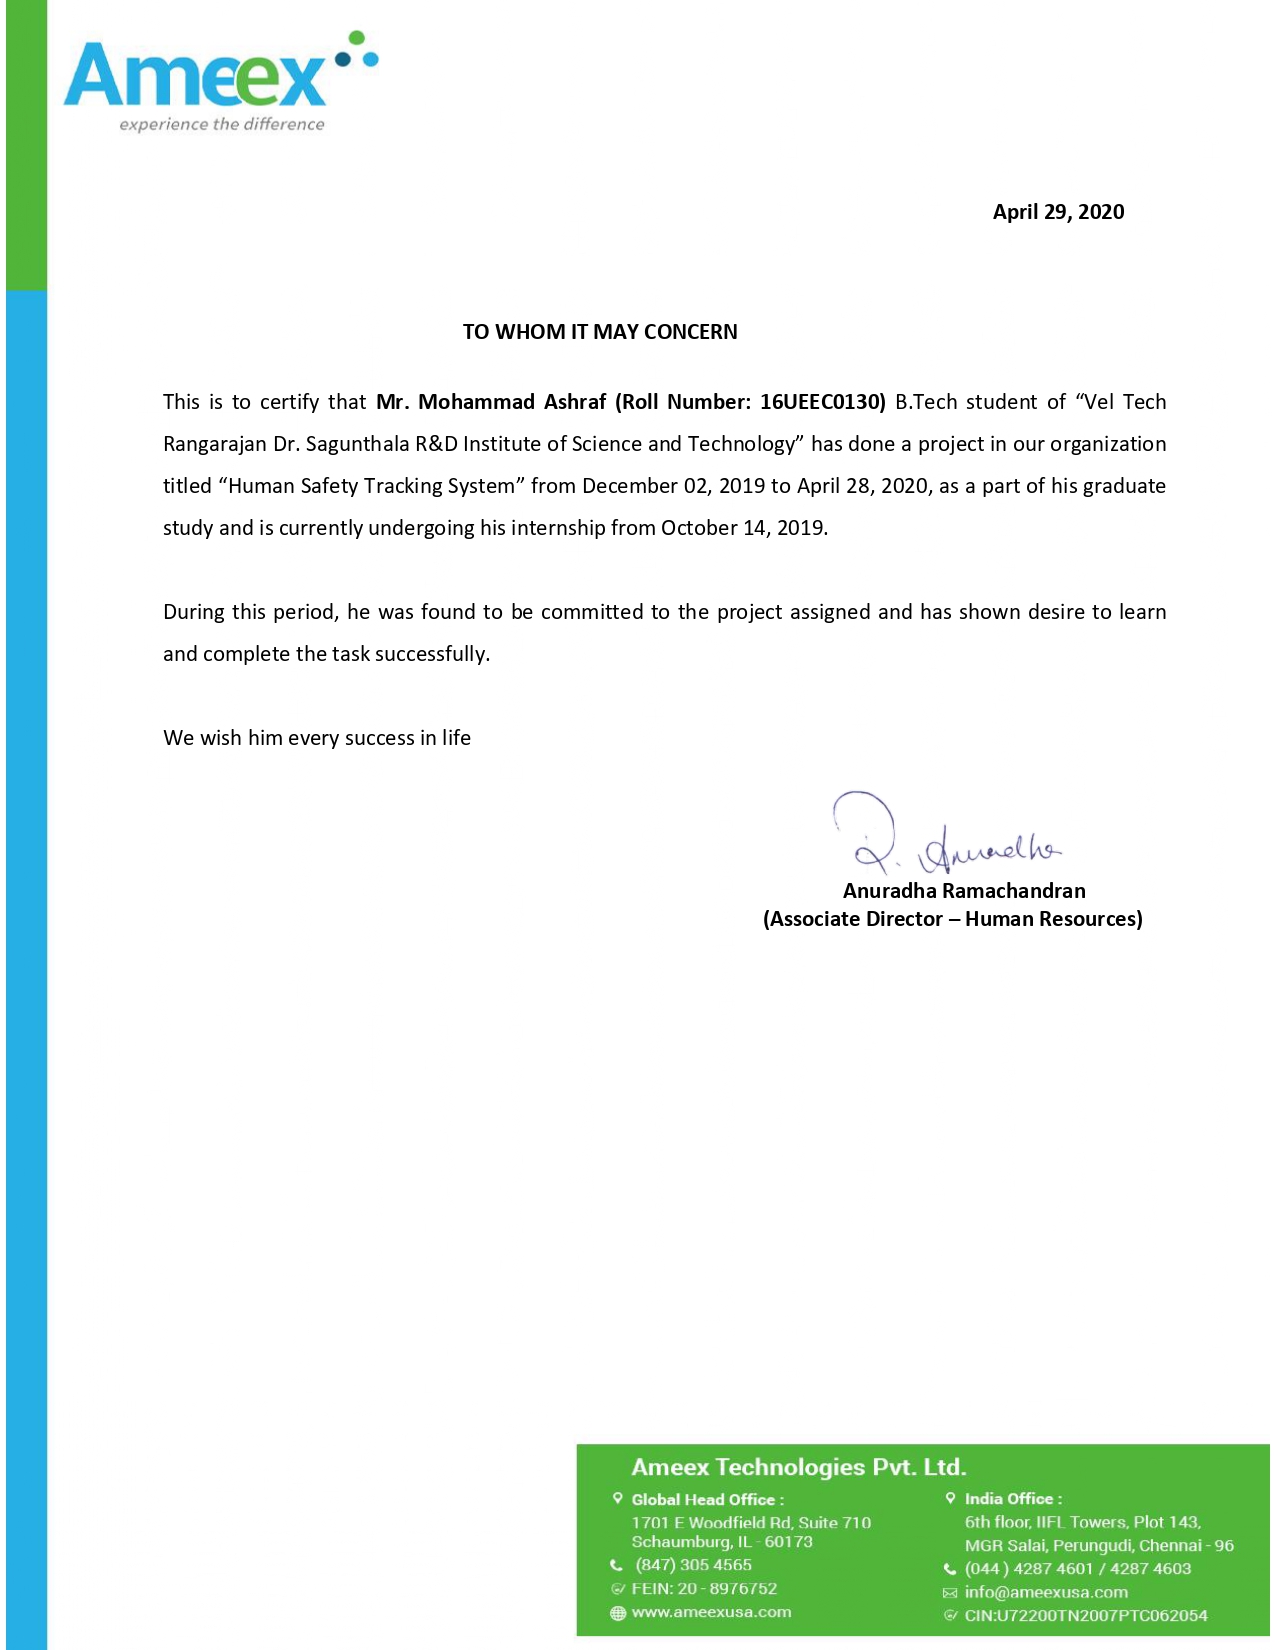 Ameex
experience the difference
April 29, 2020
TO WHOM IT MAY CONCERN
This is to certify that Mr. Mohammad Ashraf (Roll Number: 16UEEC0130) B.Tech student of “Vel Tech
Rangarajan Dr. Sagunthala R&D Institute of Science and Technology” has done a project in our organization
titled “Human Safety Tracking System” from December 02, 2019 to April 28, 2020, as a part of his graduate
study and is currently undergoing his internship from October 14, 2019.
During this period, he was found to be committed to the project assigned and has shown desire to learn
and complete the task successfully.
We wish him every success in life
R. Anuradha
Anuradha Ramachandran
(Associate Director – Human Resources)
Ameex Technologies Pvt. Ltd.
Global Head Office :
1701 E Woodfield Rd, Suite 710
Schaumburg, IL - 60173
(847) 305 4565
FEIN: 20 - 8976752
www.ameexusa.com
India Office :
6th floor, IIFL Towers, Plot 143,
MGR Salai, Perungudi, Chennai - 96
(044 ) 4287 4601 / 4287 4603
info@ameexusa.com
CIN:U72200TN2007PTC062054